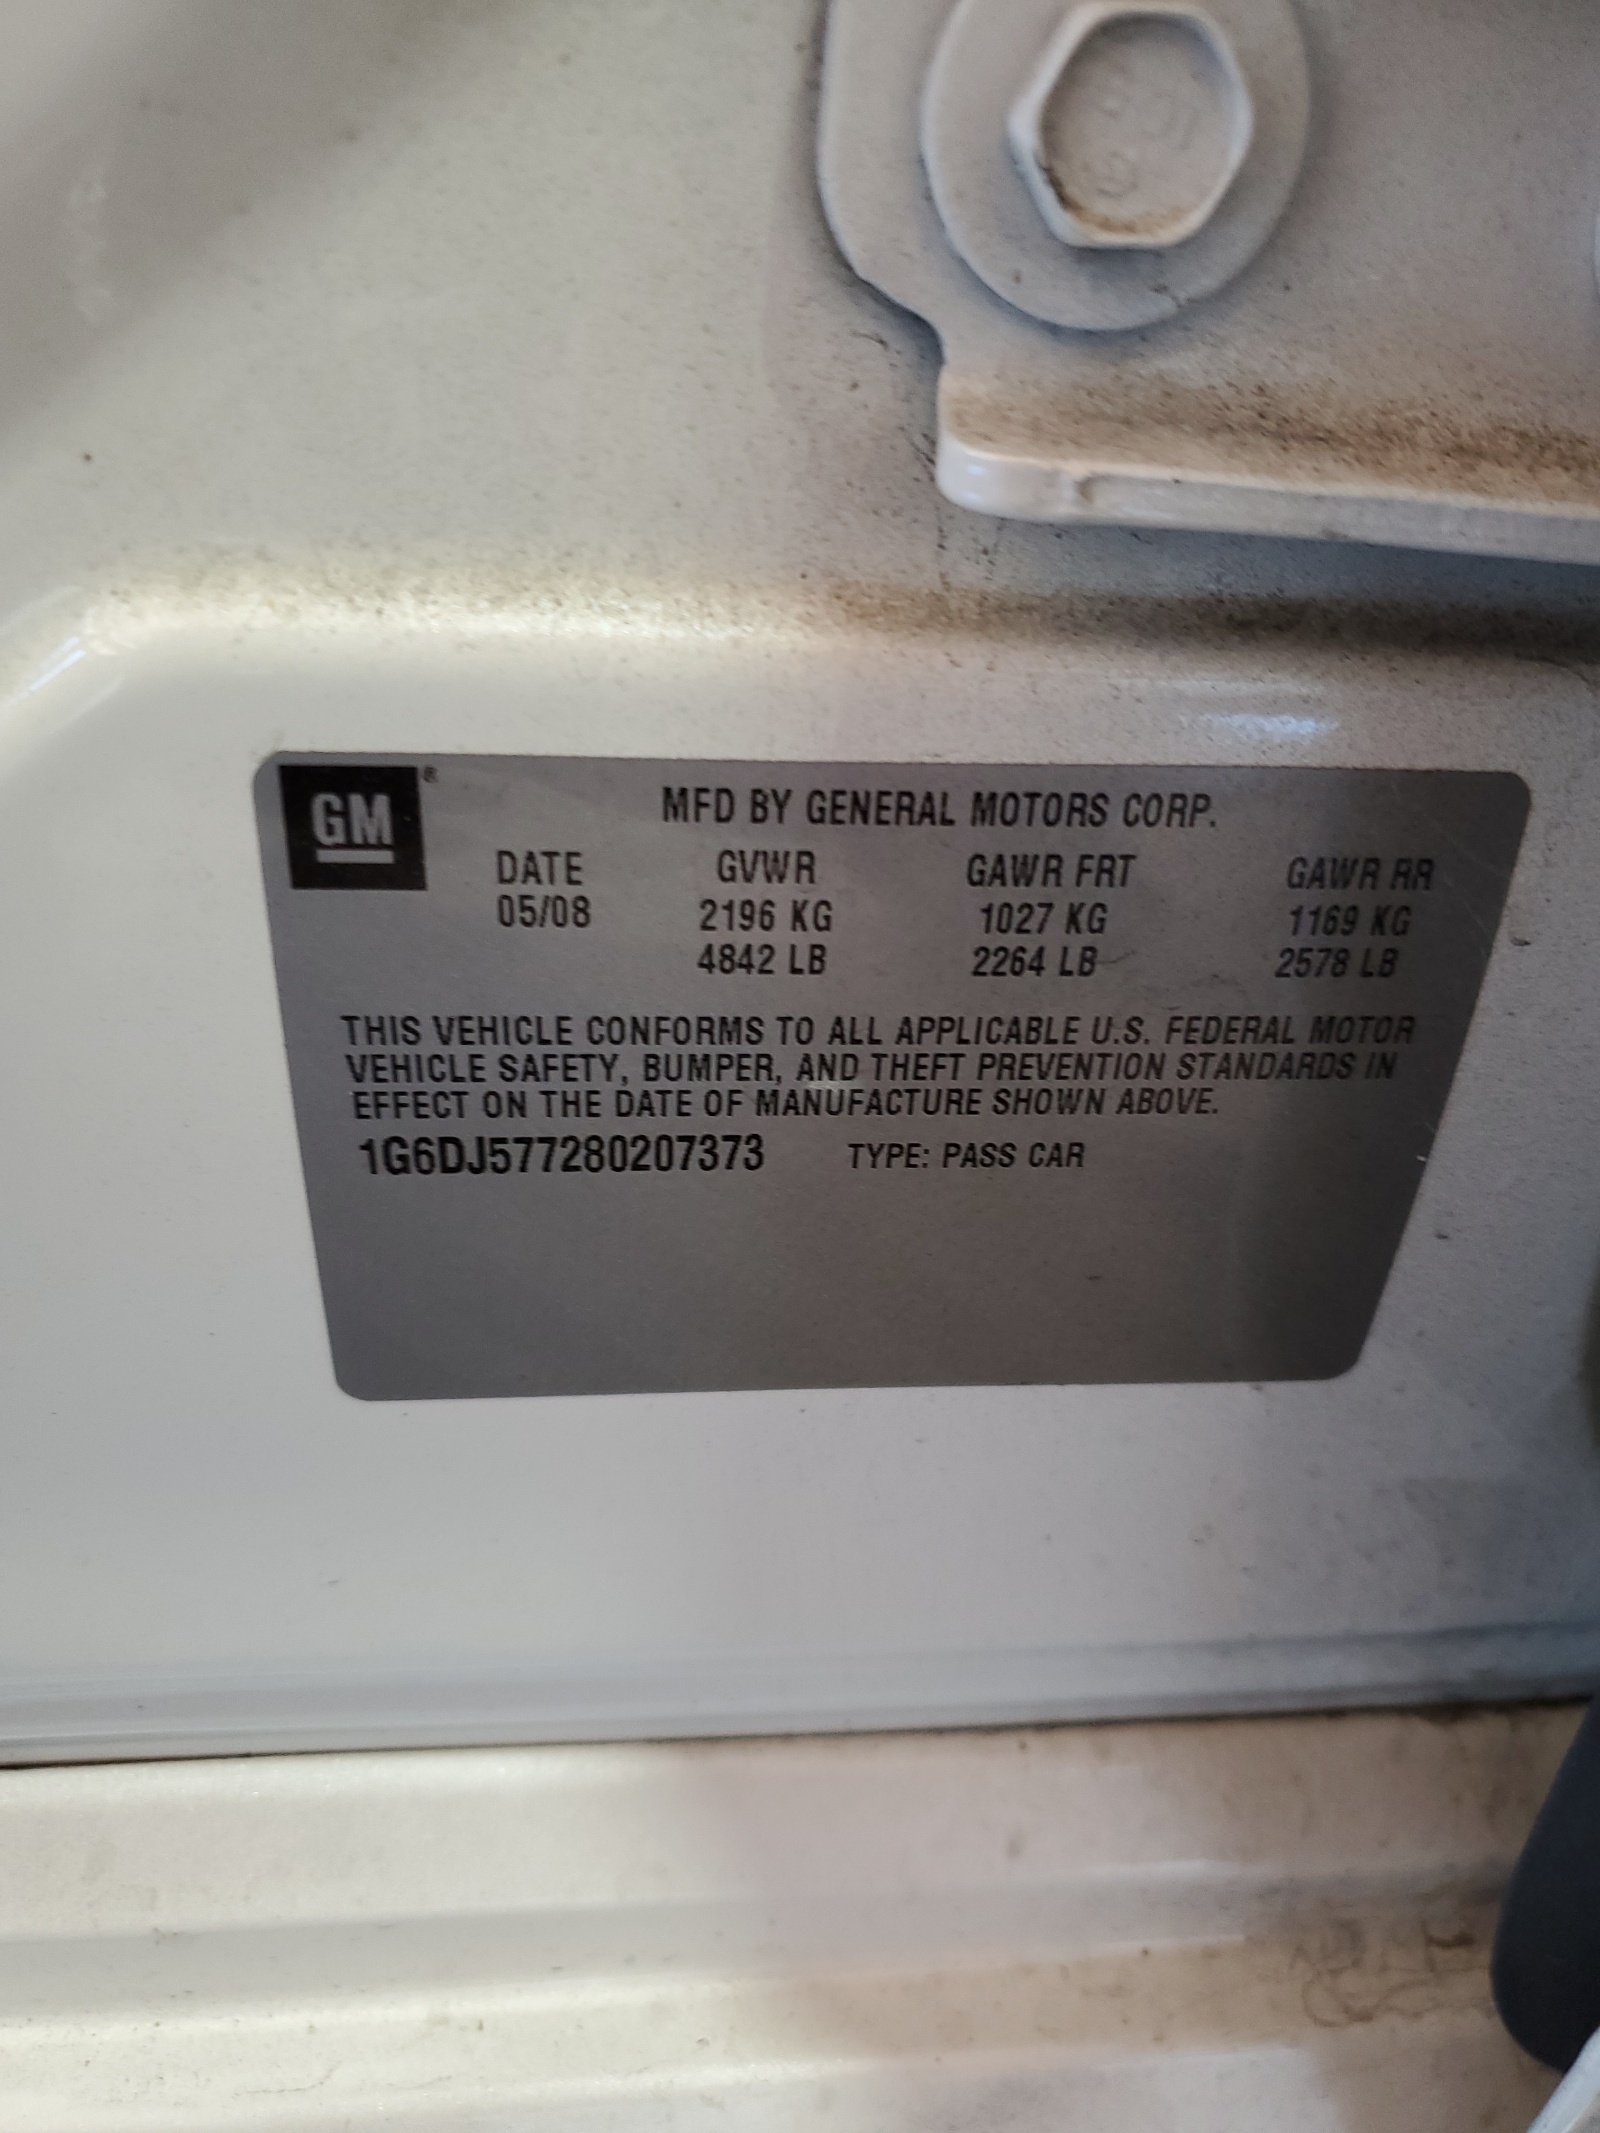 GM ®
MFD BY GENERAL MOTORS CORP.
DATE GVWR GAWR FRT GAWR RR
05/08 2196 KG 1027 KG 1169 KG
4842 LB 2264 LB 2578 LB
THIS VEHICLE CONFORMS TO ALL APPLICABLE U.S. FEDERAL MOTOR
VEHICLE SAFETY, BUMPER, AND THEFT PREVENTION STANDARDS IN
EFFECT ON THE DATE OF MANUFACTURE SHOWN ABOVE.
1G6DJ577280207373 TYPE: PASS CAR